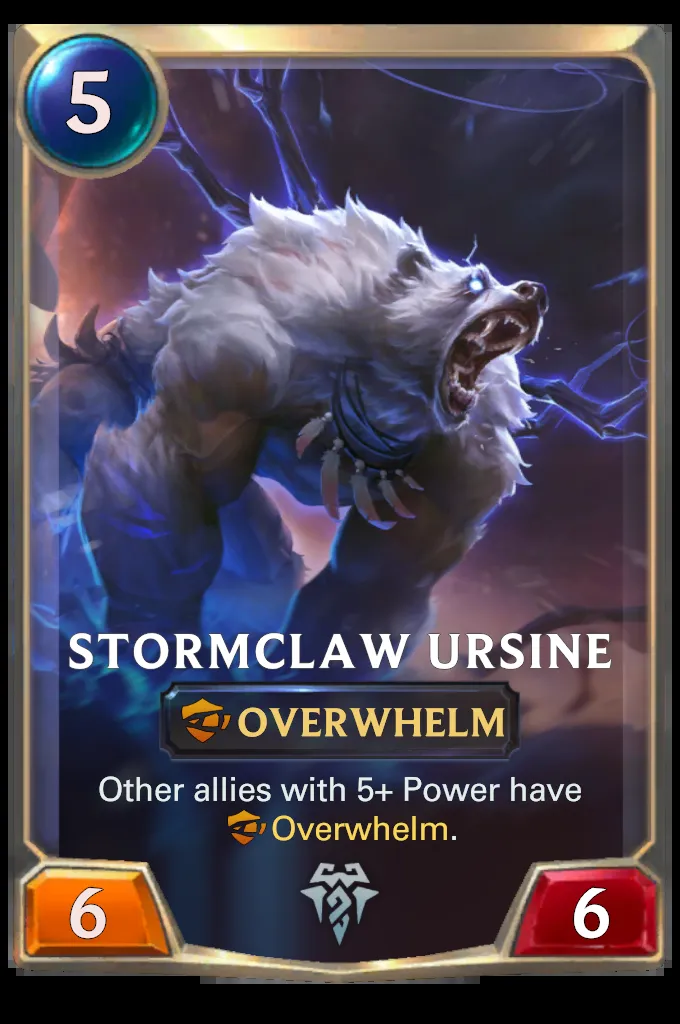 5
STORMCLAW URSINE
OVERWHELM
Other allies with 5+ Power have
Overwhelm.
6 6